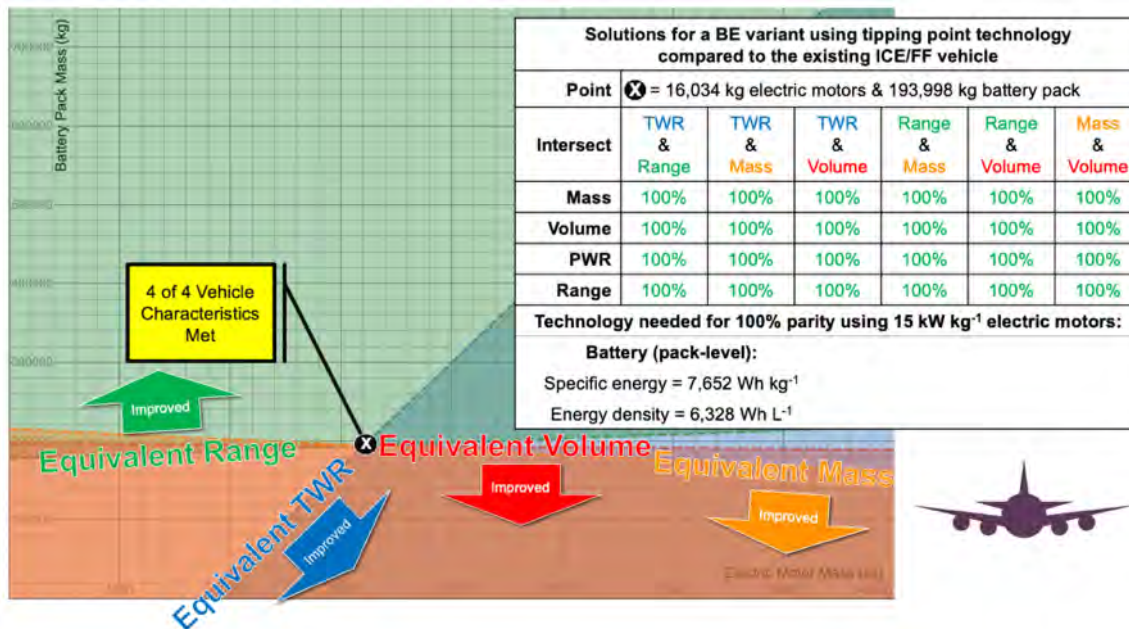 700000
Battery Pack Mass (kg)
Solutions for a BE variant using tipping point technology
compared to the existing ICE/FF vehicle
Point X = 16,034 kg electric motors & 193,998 kg battery pack
Intersect TWR & Range TWR & Mass TWR & Volume Range & Mass Range & Volume Mass & Volume
Mass 100% 100% 100% 100% 100% 100%
Volume 100% 100% 100% 100% 100% 100%
PWR 100% 100% 100% 100% 100% 100%
Range 100% 100% 100% 100% 100% 100%
Technology needed for 100% parity using 15 kW kg⁻¹ electric motors:
Battery (pack-level):
Specific energy = 7,652 Wh kg⁻¹
Energy density = 6,328 Wh L⁻¹
4 of 4 Vehicle
Characteristics
Met
Improved
Equivalent Range
X
Equivalent Volume
Improved
Equivalent Mass
Improved
Equivalent TWR
Improved